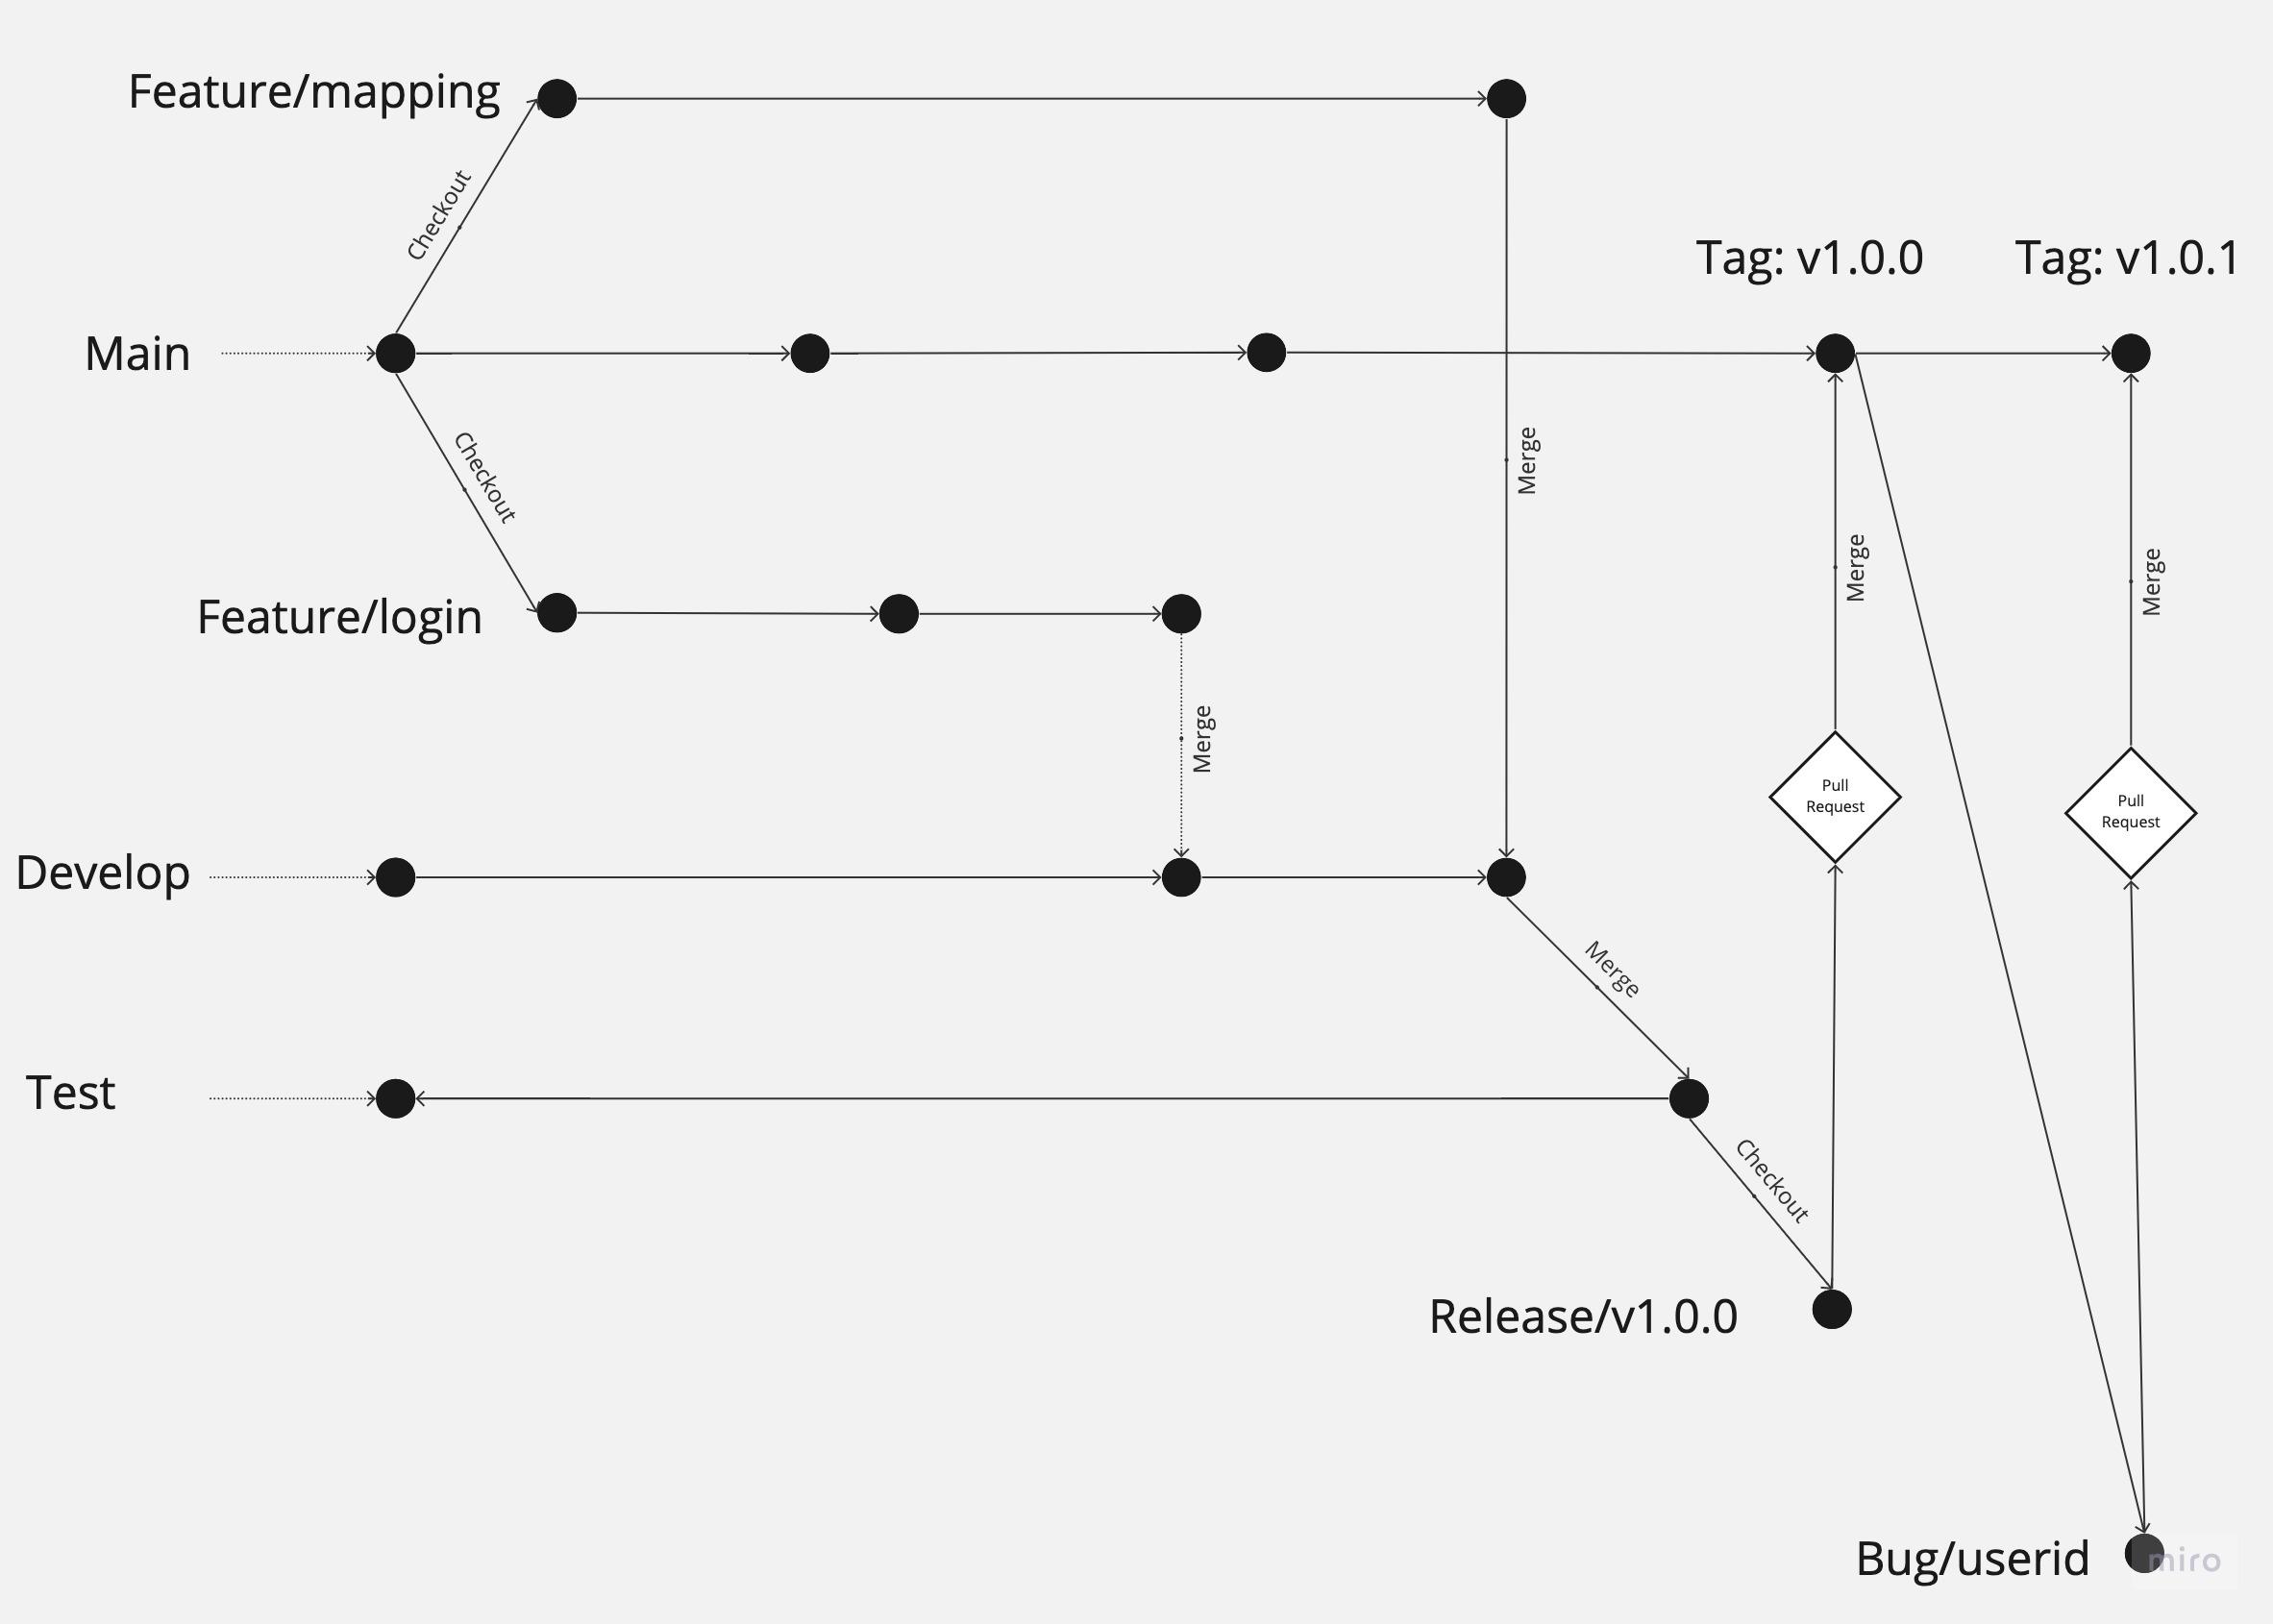 Feature/mapping
Checkout
Tag: v1.0.0
Tag: v1.0.1
Main
Checkout
Merge
Merge
Merge
Feature/login
Merge
Pull
Request
Pull
Request
Develop
Merge
Test
Checkout
Release/v1.0.0
Bug/userid
miro